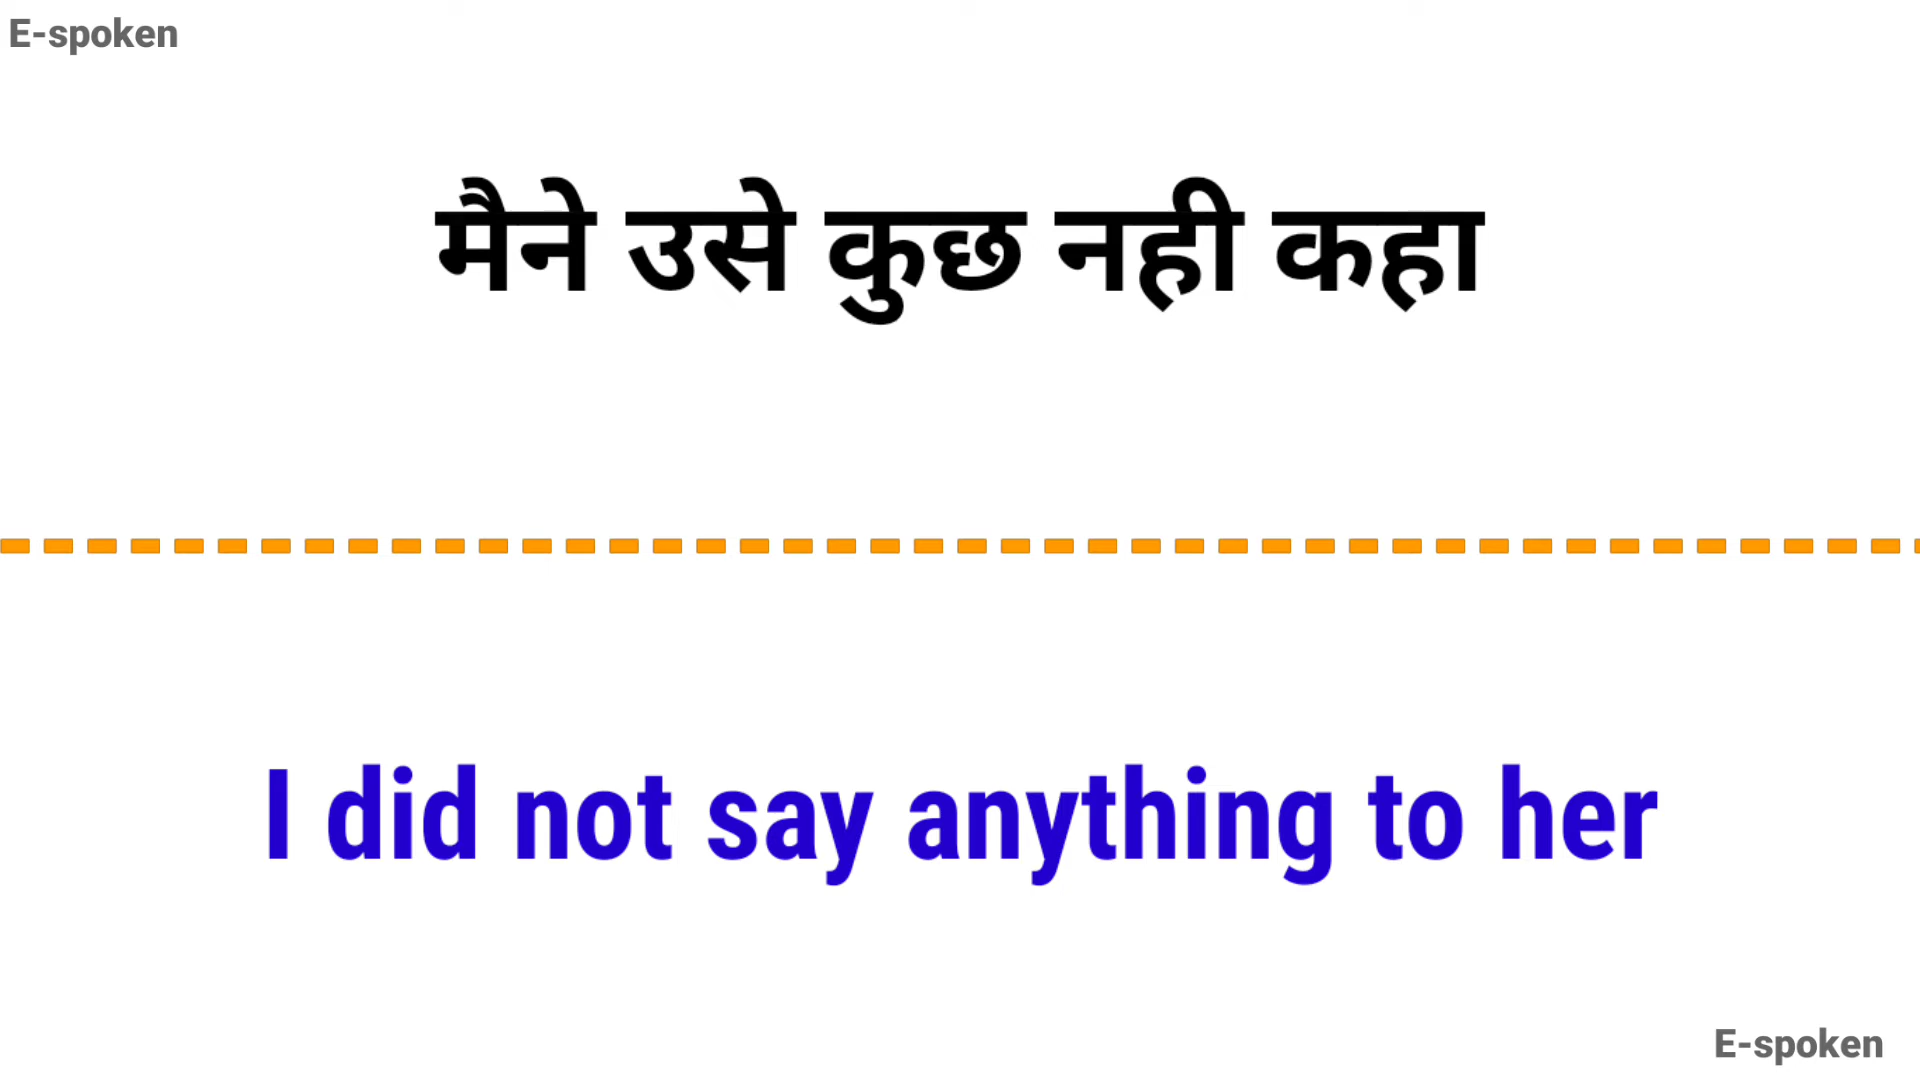 E-spoken
मैने उसे कुछ नही कहा
I did not say anything to her
E-spoken